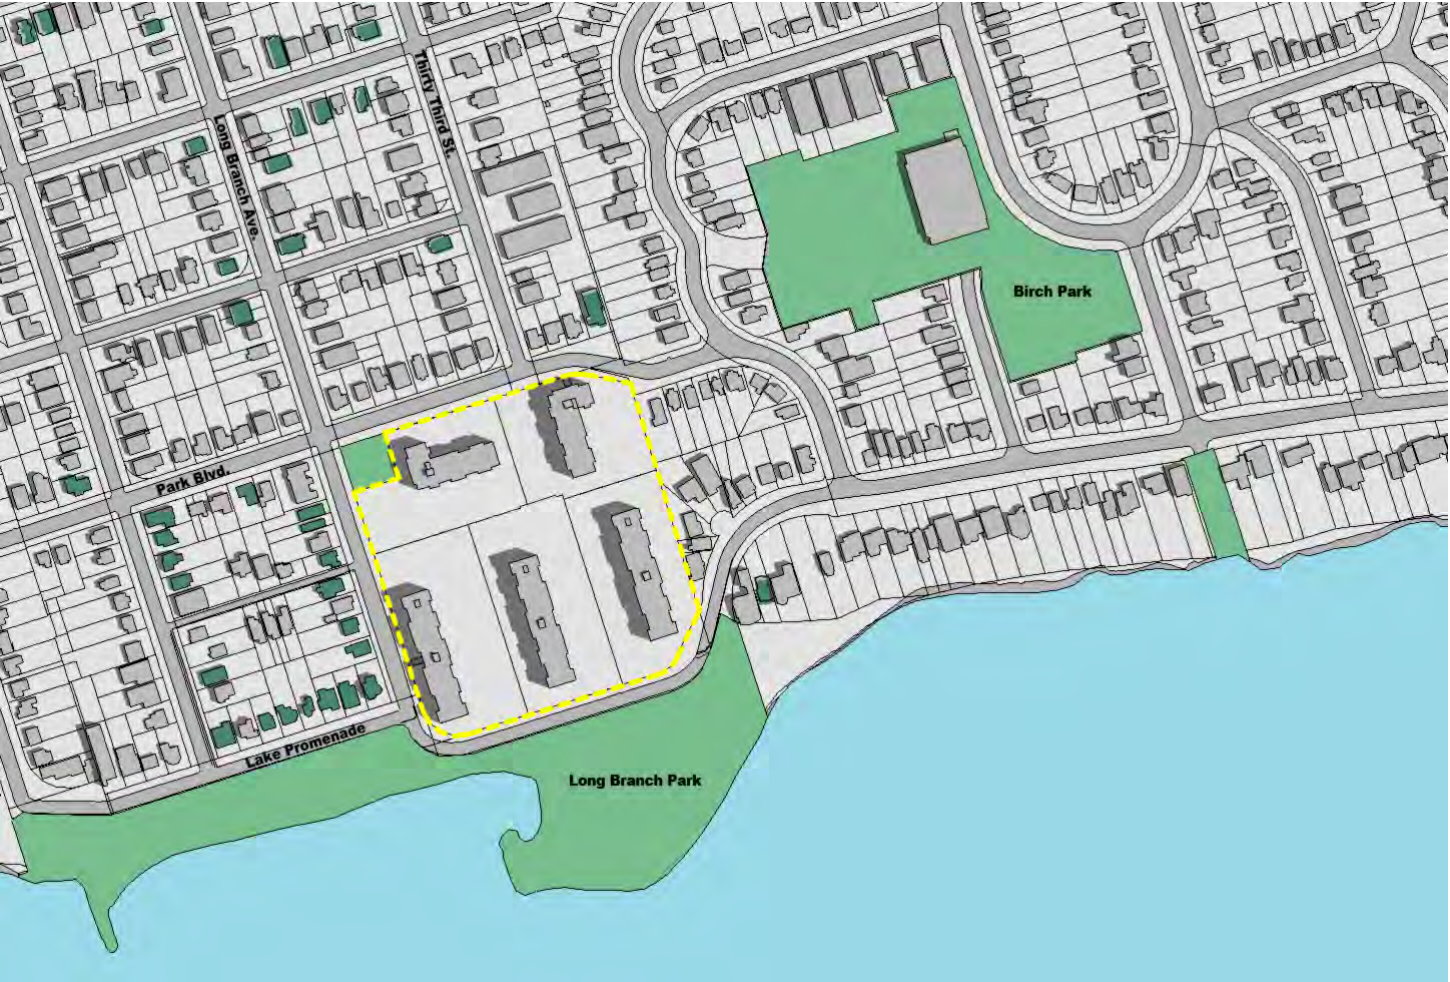 Thirty Third St.
Long Branch Ave.
Birch Park
Park Blvd.
Lake Promenade
Long Branch Park